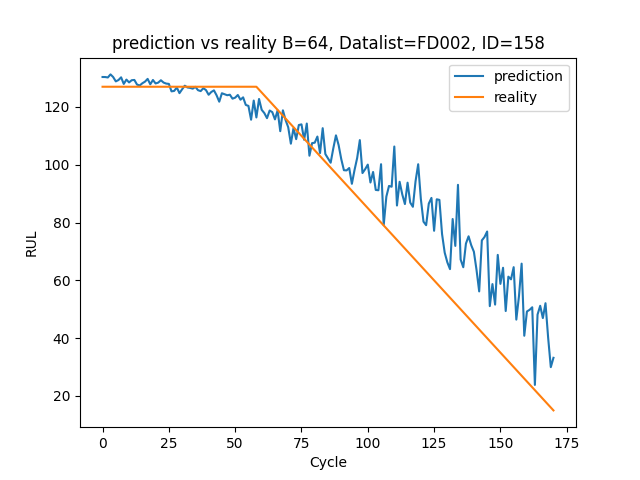 prediction vs reality B=64, Datalist=FD002, ID=158
prediction
reality
RUL
120
100
80
60
40
20
0 25 50 75 100 125 150 175
Cycle